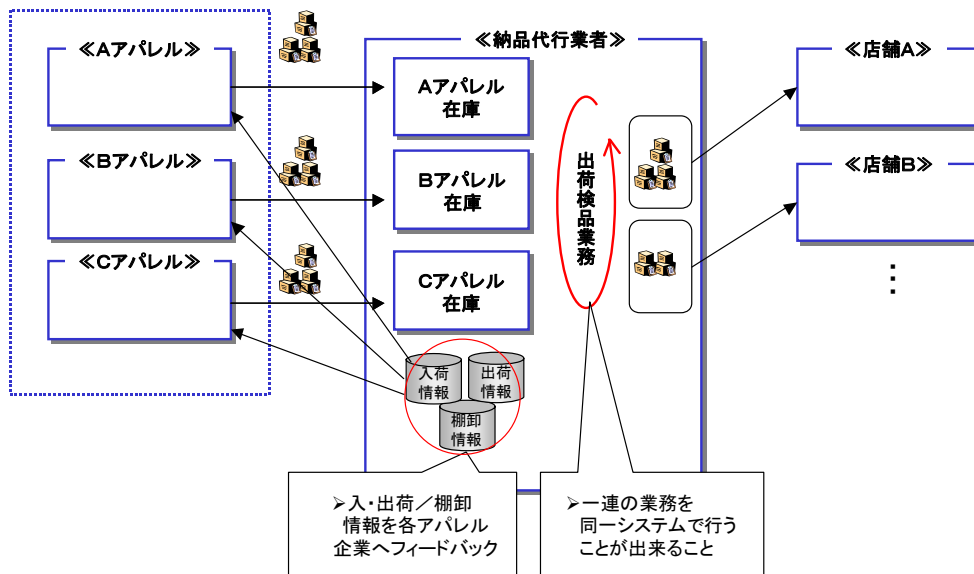 ≪Aアパレル≫
≪Bアパレル≫
≪Cアパレル≫
≪納品代行業者≫
Aアパレル
在庫
Bアパレル
在庫
Cアパレル
在庫
出荷検品業務
≪店舗A≫
≪店舗B≫
⋮
入荷
情報
出荷
情報
棚卸
情報
➢入・出荷／棚卸
情報を各アパレル
企業へフィードバック
➢一連の業務を
同一システムで行う
ことが出来ること